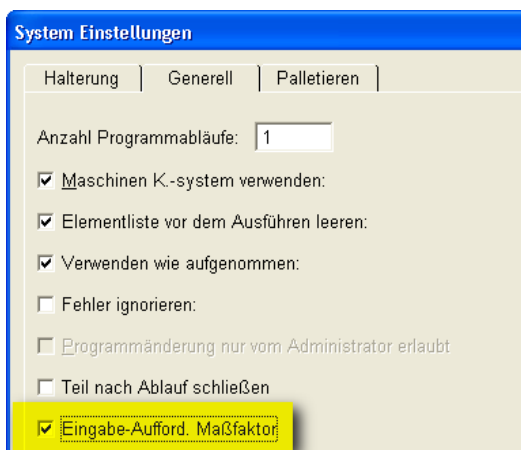 System Einstellungen
Halterung Generell Palletieren
Anzahl Programmabläufe: 1
Maschinen K.-system verwenden:
Elementliste vor dem Ausführen leeren:
Verwenden wie aufgenommen:
Fehler ignorieren:
Programmänderung nur vom Administrator erlaubt
Teil nach Ablauf schließen
Eingabe-Aufford. Maßfaktor